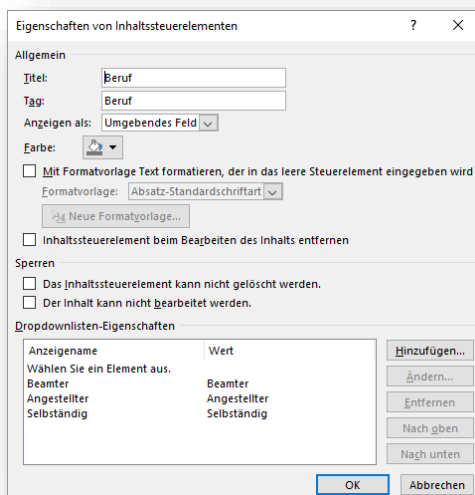 Eigenschaften von Inhaltssteuerelementen ? ×
Allgemein
Titel: Beruf
Tag: Beruf
Anzeigen als: Umgebendes Feld
Farbe:
Mit Formatvorlage Text formatieren, der in das leere Steuerelement eingegeben wird
Formatvorlage: Absatz-Standardschriftart
Neue Formatvorlage...
Inhaltssteuerelement beim Bearbeiten des Inhalts entfernen
Sperren
Das Inhaltssteuerelement kann nicht gelöscht werden.
Der Inhalt kann nicht bearbeitet werden.
Dropdownlisten-Eigenschaften
Anzeigename Wert
Wählen Sie ein Element aus.
Beamter Beamter
Angestellter Angestellter
Selbständig Selbständig
Hinzufügen...
Ändern...
Entfernen
Nach oben
Nach unten
OK Abbrechen